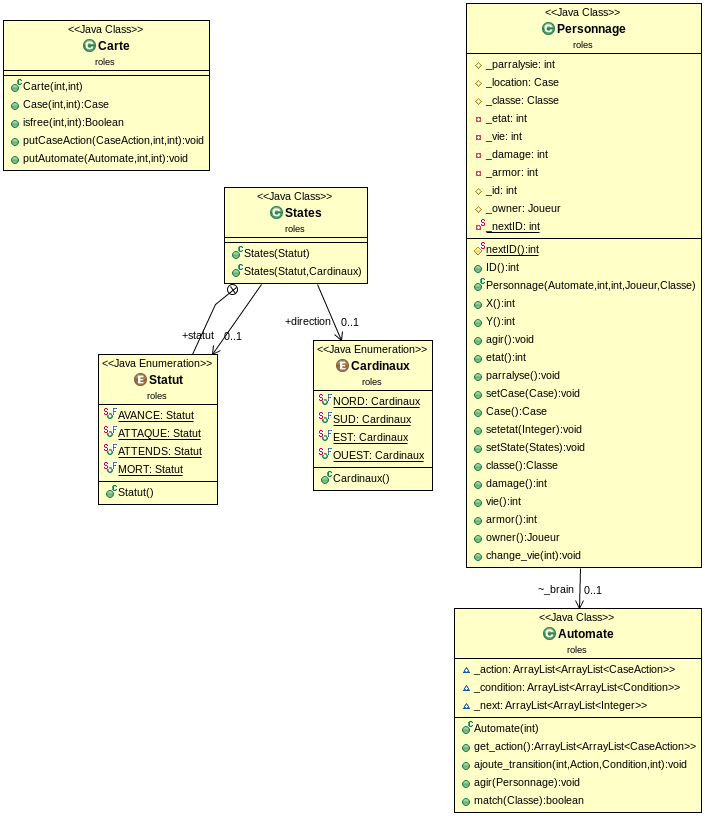 <<Java Class>>
C Carte
roles
Carte(int,int)
Case(int,int):Case
isfree(int,int):Boolean
putCaseAction(CaseAction,int,int):void
putAutomate(Automate,int,int):void
<<Java Class>>
C States
roles
States(Statut)
States(Statut,Cardinaux)
+statut
0..1
+direction
0..1
<<Java Enumeration>>
E Statut
roles
AVANCE: Statut
ATTAQUE: Statut
ATTENDS: Statut
MORT: Statut
Statut()
<<Java Enumeration>>
E Cardinaux
roles
NORD: Cardinaux
SUD: Cardinaux
EST: Cardinaux
OUEST: Cardinaux
Cardinaux()
<<Java Class>>
C Personnage
roles
_parralysie: int
_location: Case
_classe: Classe
_etat: int
_vie: int
_damage: int
_armor: int
_id: int
_owner: Joueur
_nextID: int
nextID():int
ID():int
Personnage(Automate,int,int,Joueur,Classe)
X():int
Y():int
agir():void
etat():int
parralyse():void
setCase(Case):void
Case():Case
setetat(Integer):void
setState(States):void
classe():Classe
damage():int
vie():int
armor():int
owner():Joueur
change_vie(int):void
~_brain
0..1
<<Java Class>>
C Automate
roles
_action: ArrayList<ArrayList<CaseAction>>
_condition: ArrayList<ArrayList<Condition>>
_next: ArrayList<ArrayList<Integer>>
Automate(int)
get_action():ArrayList<ArrayList<CaseAction>>
ajoute_transition(int,Action,Condition,int):void
agir(Personnage):void
match(Classe):boolean